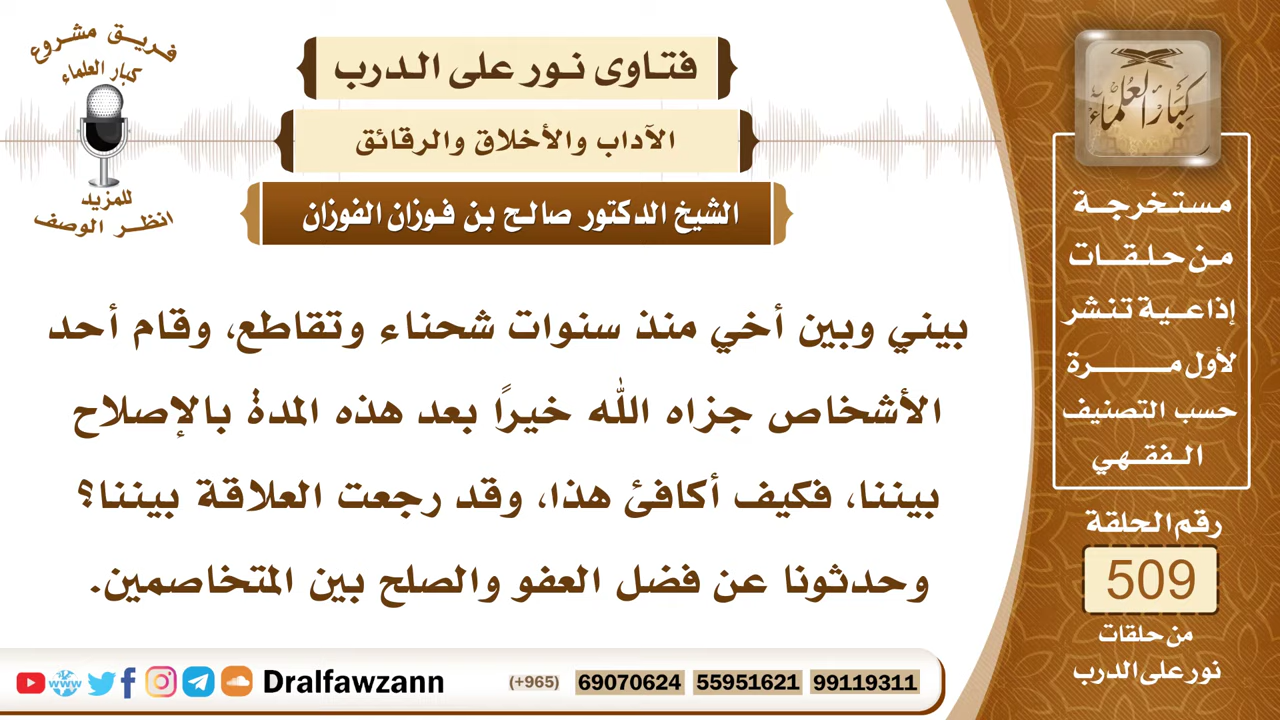 فريق مشروع
كبار العلماء
للمزيد
انظر الوصف
فتاوى نور على الدرب
الآداب والأخلاق والرقائق
الشيخ الدكتور صالح بن فوزان الفوزان
بيني وبين أخي منذ سنوات شحناء وتقاطع، وقام أحد
الأشخاص جزاه الله خيرًا بعد هذه المدة بالإصلاح
بيننا، فكيف أكافئ هذا، وقد رجعت العلاقة بيننا؟
وحدثونا عن فضل العفو والصلح بين المتخاصمين.
كبار العلماء
مستخرجة
من حلقات
إذاعية تنشر
لأول مرة
حسب التصنيف
الفقهي
رقم الحلقة
509
من حلقات
نور على الدرب
www Dralfawzann (+965) 69070624 55951621 99119311